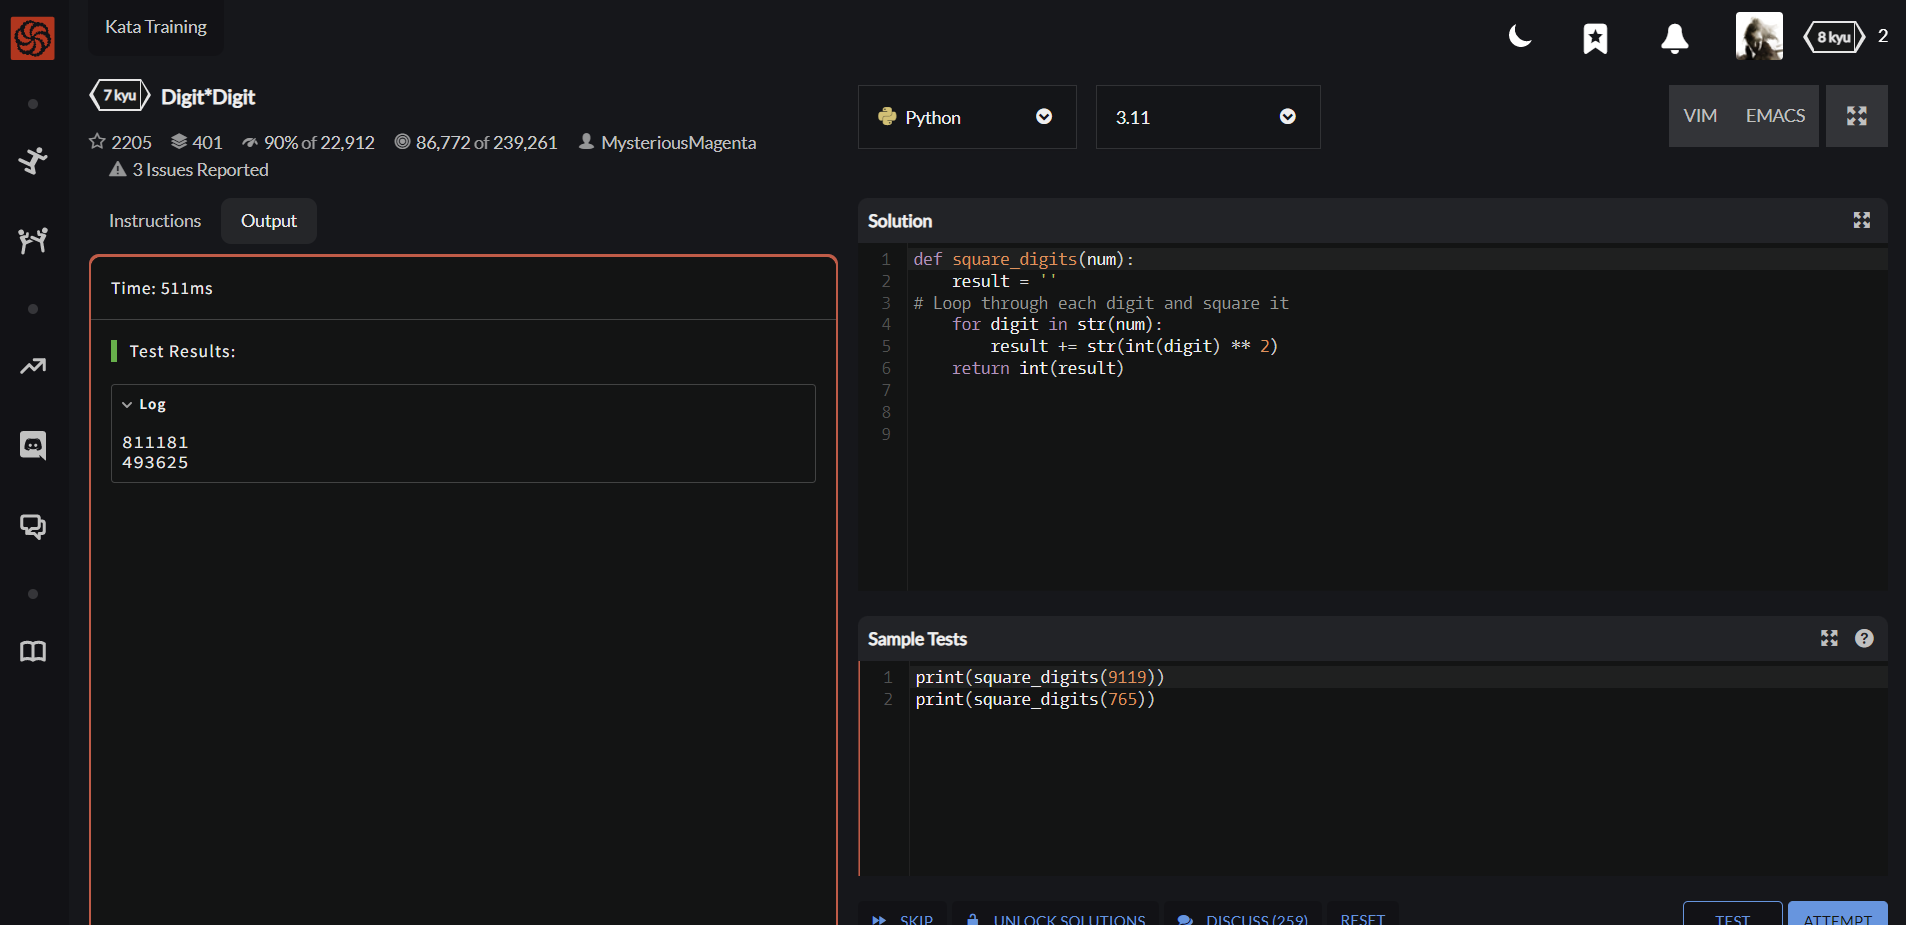 Kata Training
8 kyu
2
7 kyu
Digit*Digit
2205
401
90% of 22,912
86,772 of 239,261
MysteriousMagenta
3 Issues Reported
Python
3.11
VIM
EMACS
Instructions
Output
Time: 511ms
Test Results:
Log
811181
493625
Solution
1 def square_digits(num):
2     result = ''
3 # Loop through each digit and square it
4     for digit in str(num):
5         result += str(int(digit) ** 2)
6     return int(result)
7
8
9
Sample Tests
1 print(square_digits(9119))
2 print(square_digits(765))
SKIP
UNLOCK SOLUTIONS
DISCUSS (259)
RESET
TEST
ATTEMPT